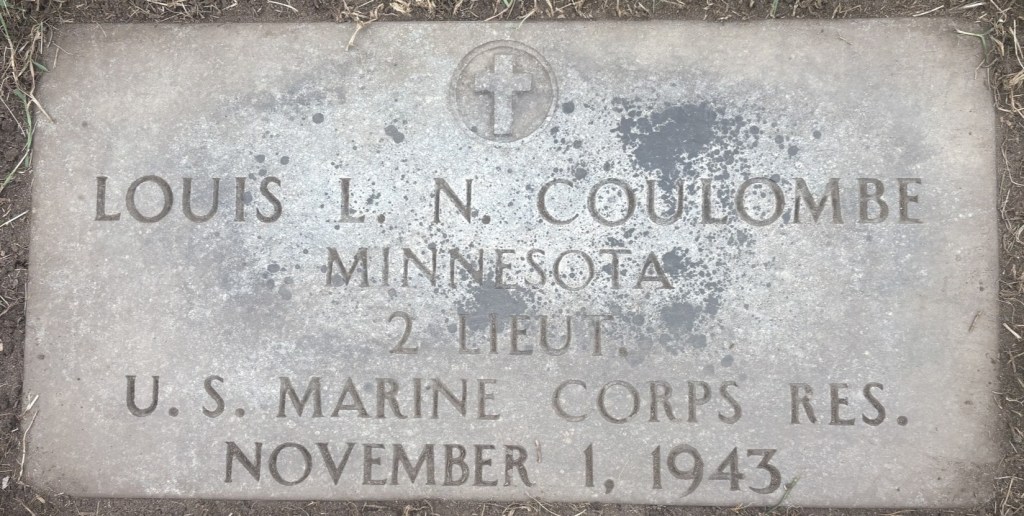 LOUIS L. N. COULOMBE
MINNESOTA
2 LIEUT.
U. S. MARINE CORPS RES.
NOVEMBER 1, 1943